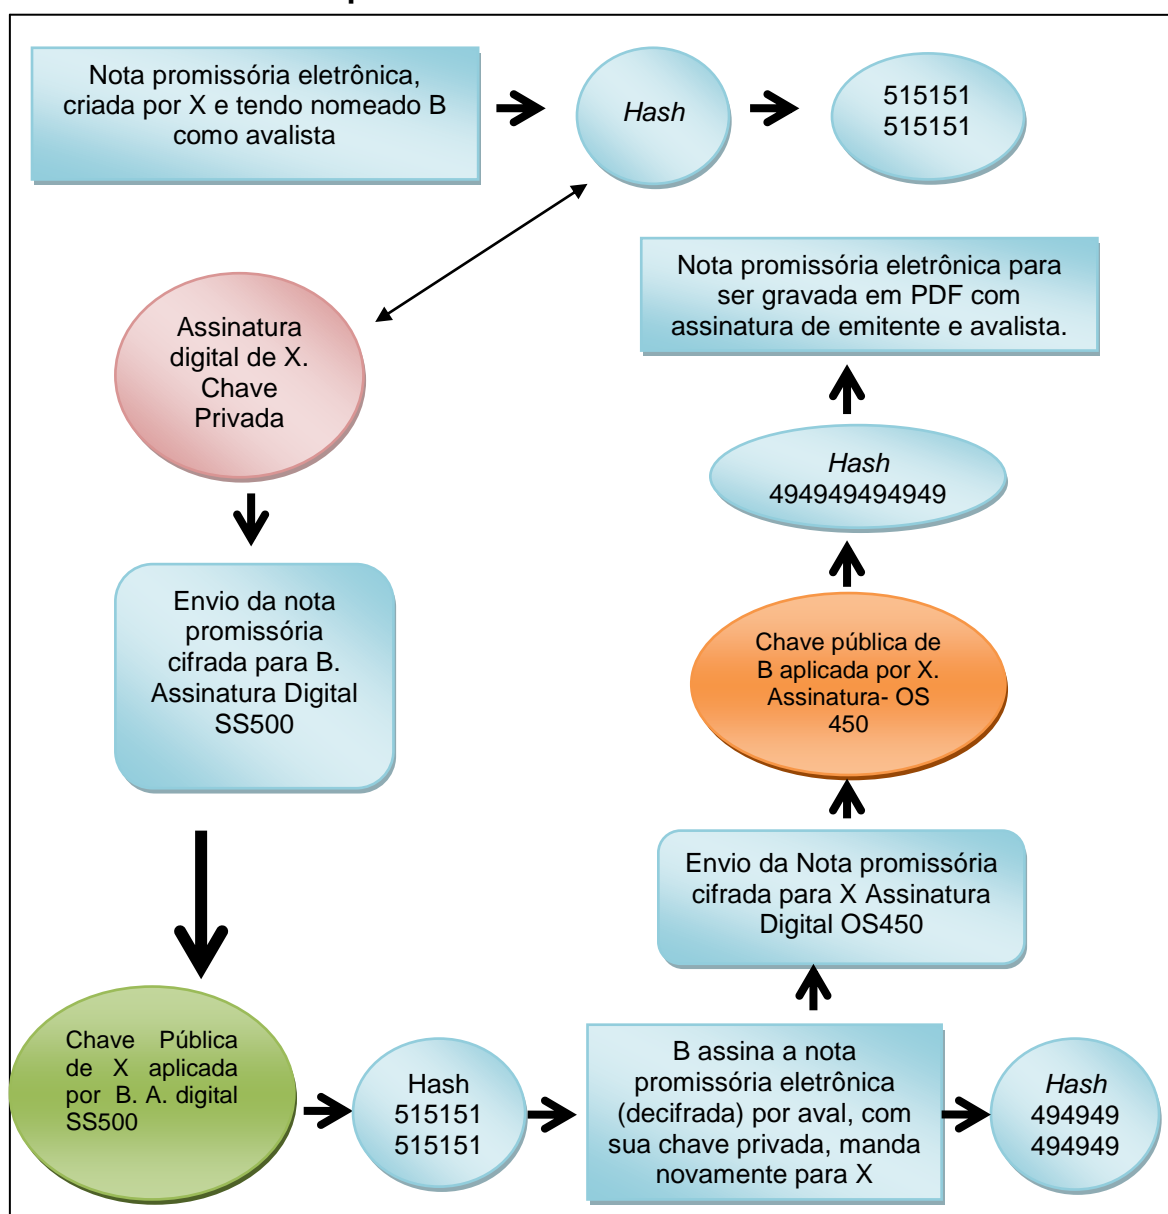 Nota promissória eletrônica,
criada por X e tendo nomeado B
como avalista
Hash
515151
515151
Assinatura
digital de X.
Chave
Privada
Envio da nota
promissória
cifrada para B.
Assinatura Digital
SS500
Chave Pública
de X aplicada
por B. A. digital
SS500
Hash
515151
515151
B assina a nota
promissória eletrônica
(decifrada) por aval, com
sua chave privada, manda
novamente para X
Hash
494949
494949
Envio da Nota promissória
cifrada para X Assinatura
Digital OS450
Chave pública de
B aplicada por X.
Assinatura- OS
450
Hash
494949494949
Nota promissória eletrônica para
ser gravada em PDF com
assinatura de emitente e avalista.